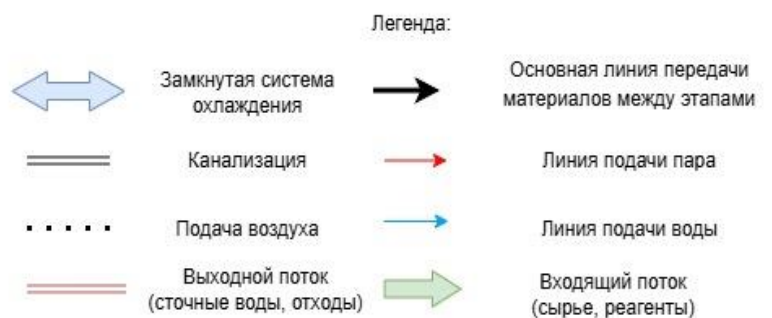 Легенда:
Замкнутая система
охлаждения
Основная линия передачи
материалов между этапами
Канализация
Линия подачи пара
Подача воздуха
Линия подачи воды
Выходной поток
(сточные воды, отходы)
Входящий поток
(сырье, реагенты)